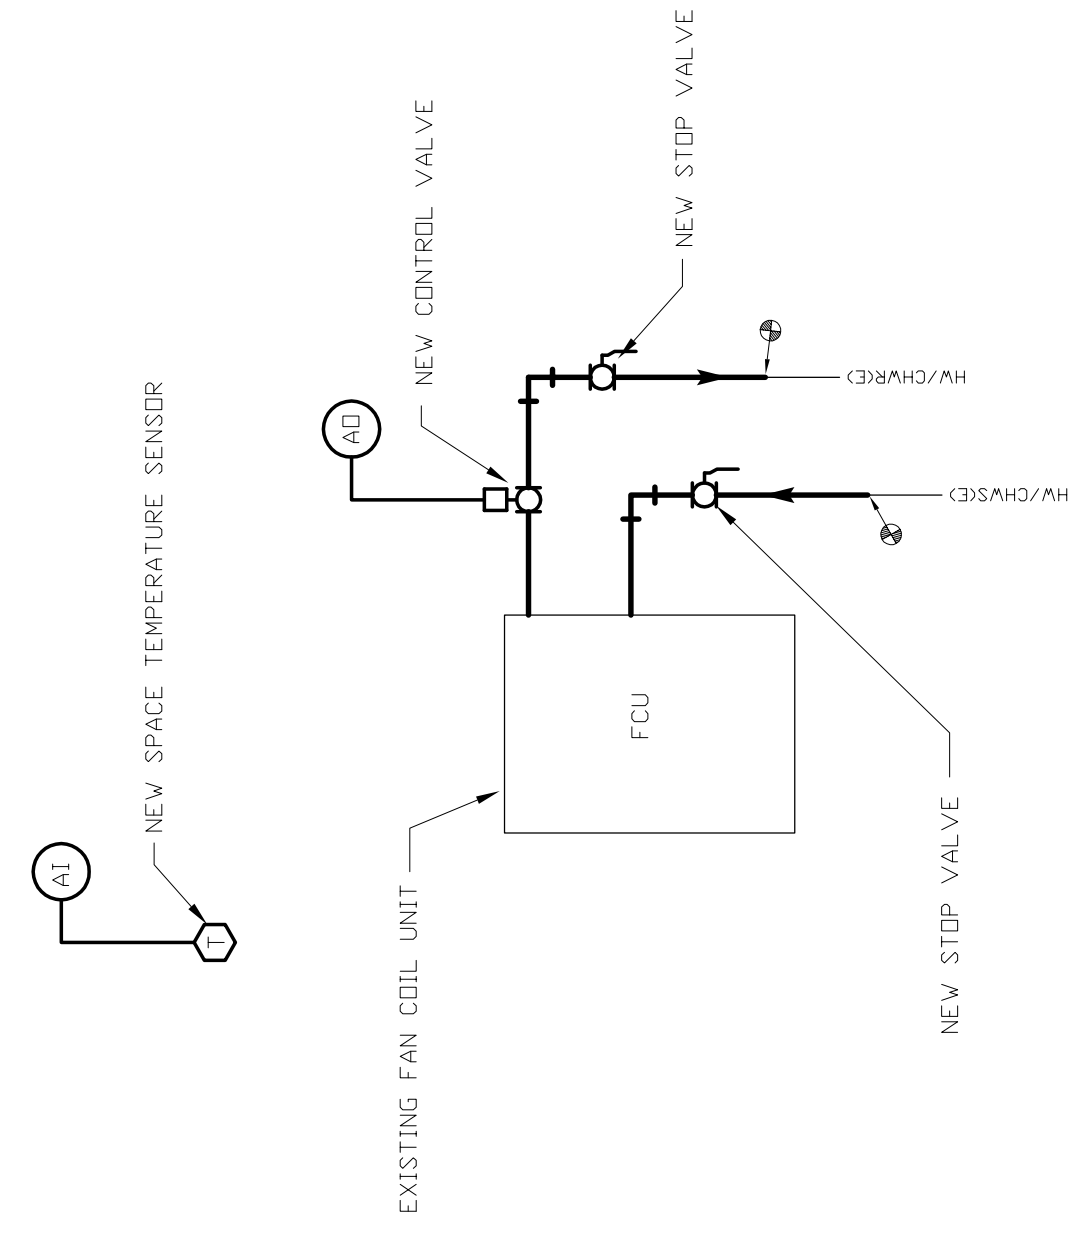 AI
NEW SPACE TEMPERATURE SENSOR
T
AO
NEW CONTROL VALVE
NEW STOP VALVE
HW/CHWR(E)
HW/CHWS(E)
FCU
EXISTING FAN COIL UNIT
NEW STOP VALVE